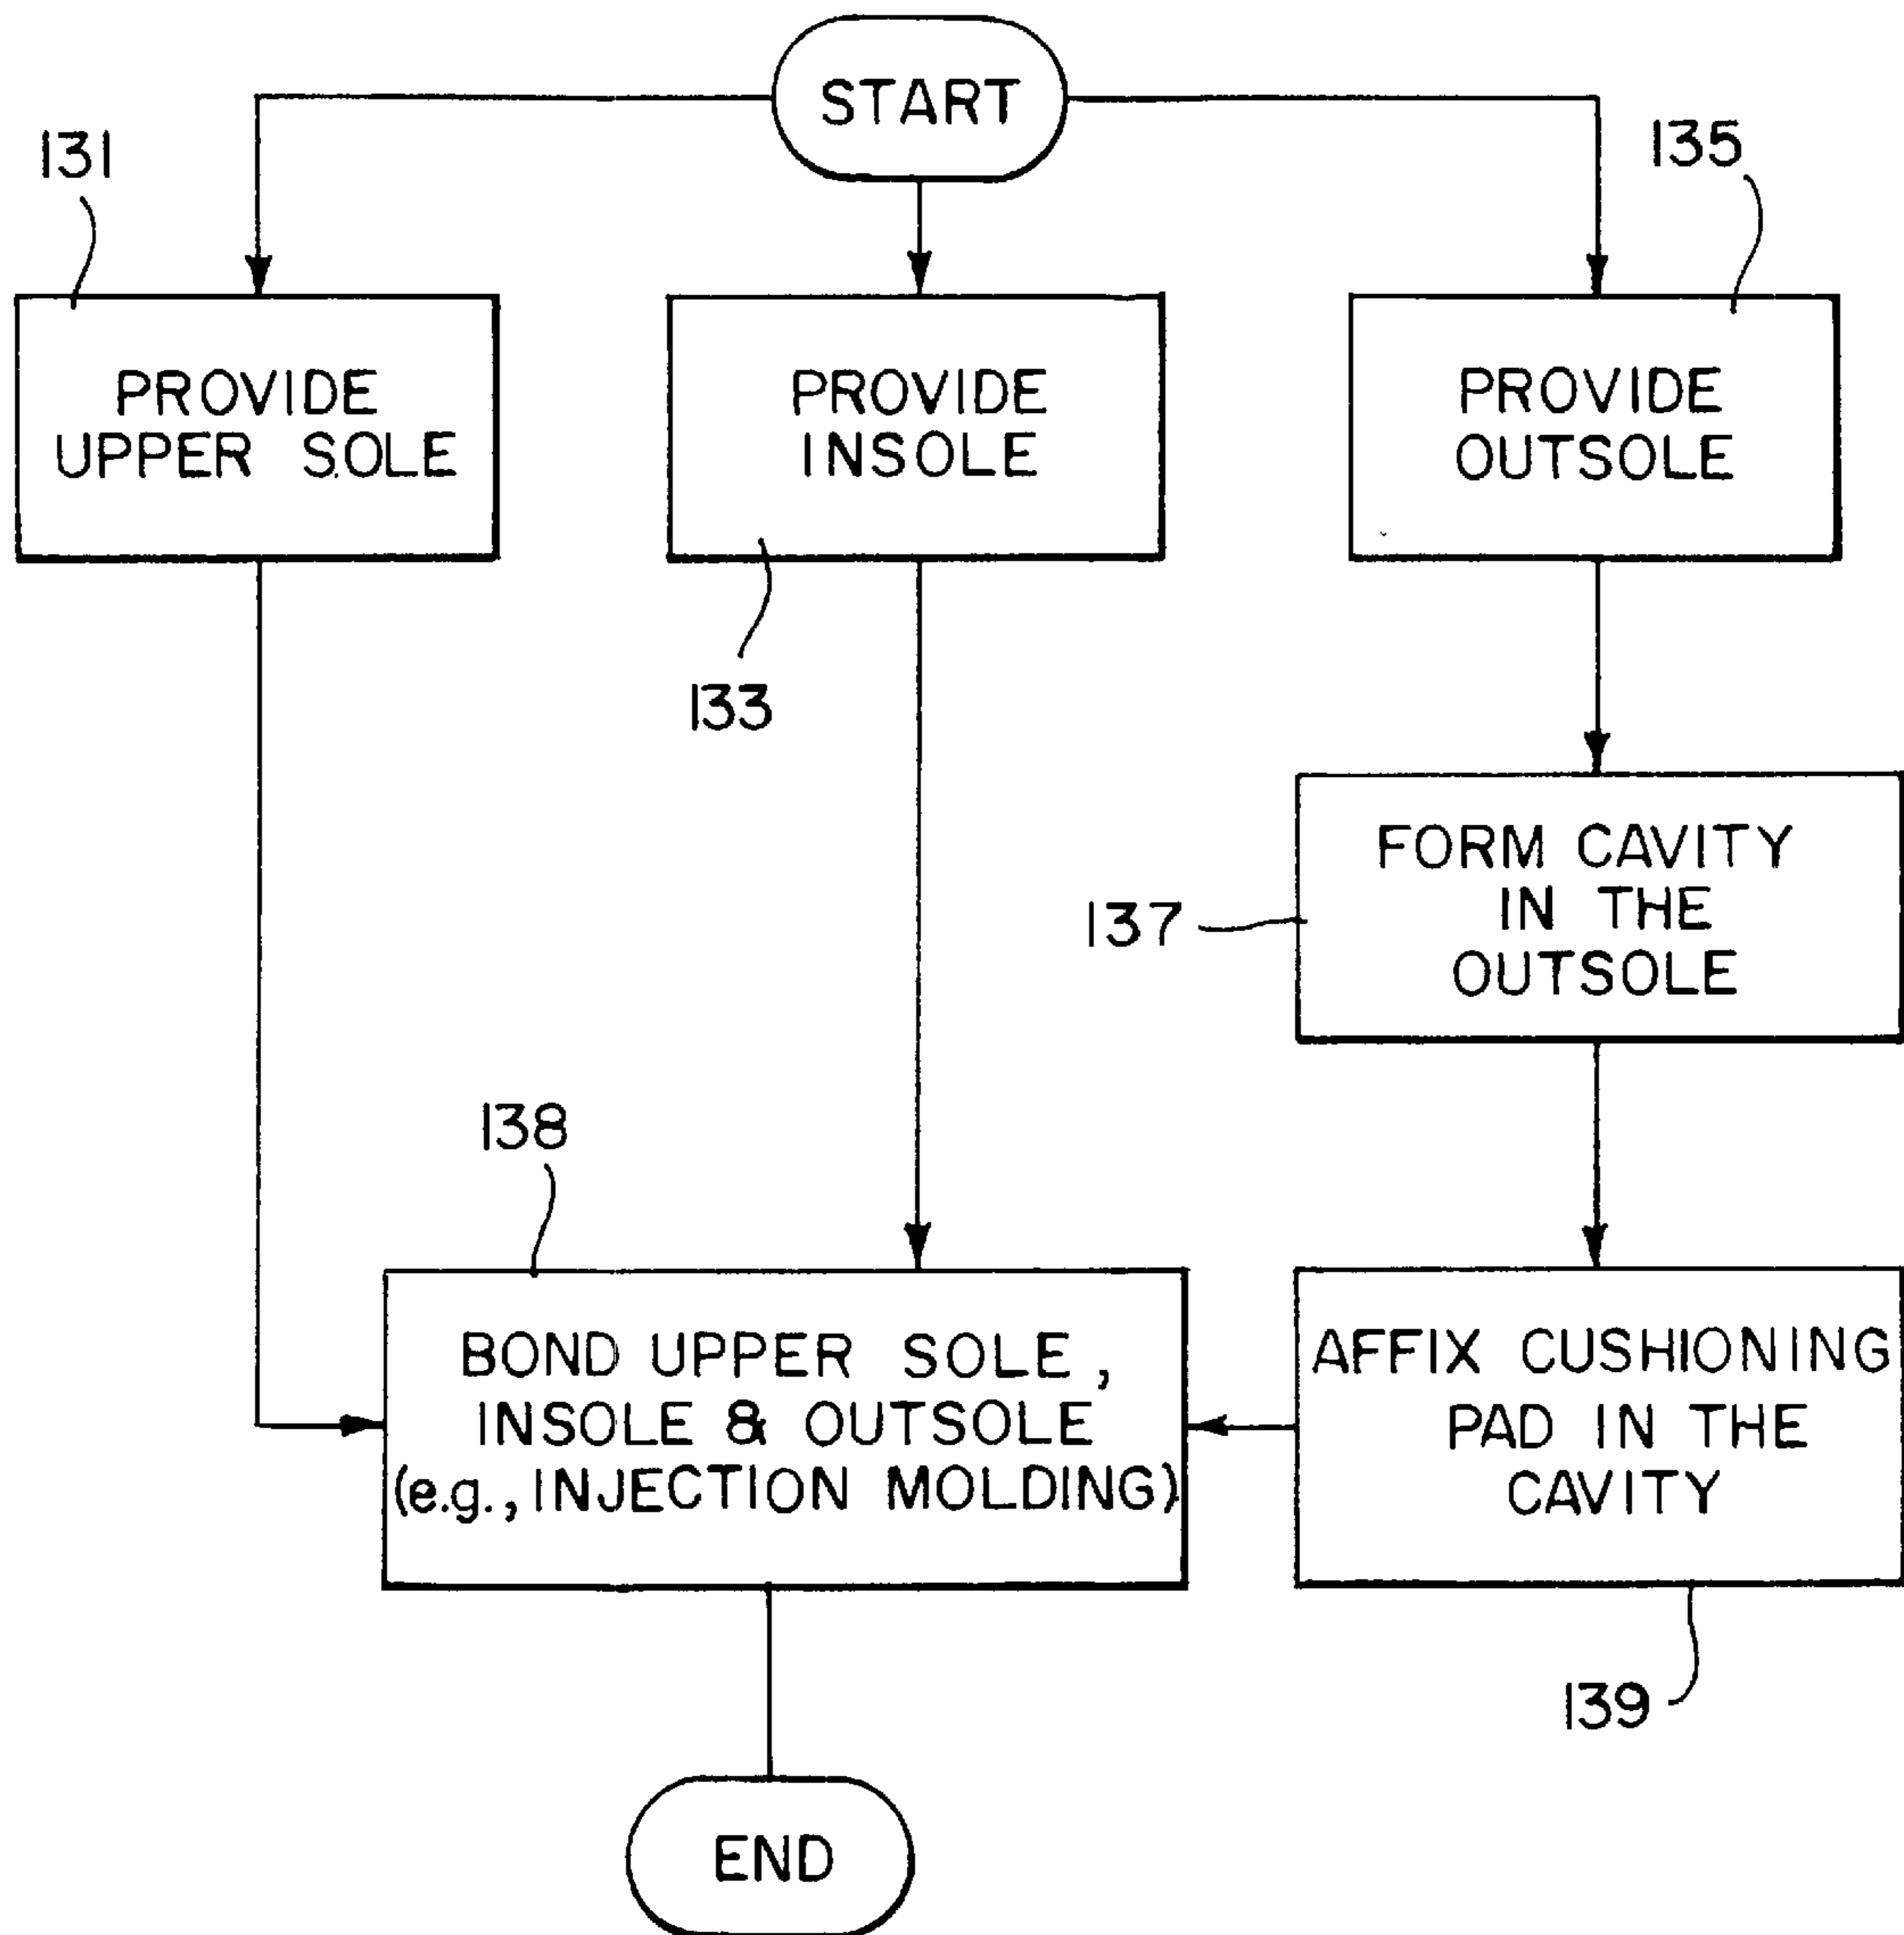 START
131
135
PROVIDE
UPPER SOLE
PROVIDE
INSOLE
PROVIDE
OUTSOLE
133
FORM CAVITY
IN THE
OUTSOLE
137
138
BOND UPPER SOLE,
INSOLE & OUTSOLE
(e.g., INJECTION MOLDING)
AFFIX CUSHIONING
PAD IN THE
CAVITY
139
END